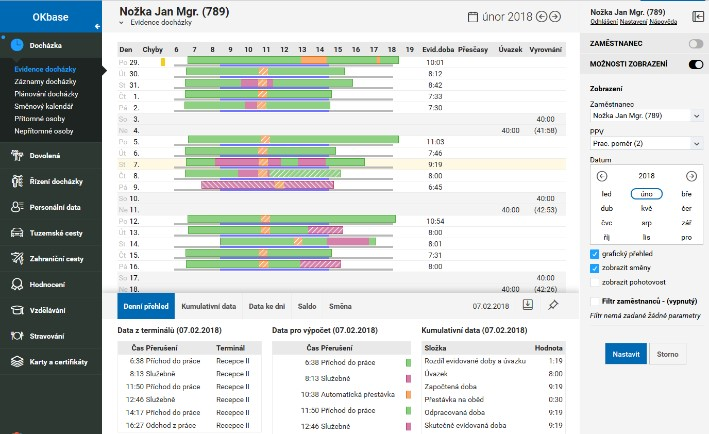 OKbase
Docházka
Evidence docházky
Záznamy docházky
Plánování docházky
Směnový kalendář
Přítomné osoby
Nepřítomné osoby
Dovolená
Řízení docházky
Personální data
Tuzemské cesty
Zahraniční cesty
Hodnocení
Vzdělávání
Stravování
Karty a certifikáty
Nožka Jan Mgr. (789)
Evidence docházky
únor 2018
Den Chyby 6 7 8 9 10 11 12 13 14 15 16 17 18 19 Evid.doba Přesčasy Úvazek Vyrovnání
Po 29. 10:01
Út 30. 8:12
St 31. 8:42
Čt 1. 7:33
Pá 2. 7:30
So 3. 40:00
Ne 4. 40:00 (41:58)
Po 5. 11:03
Út 6. 7:46
St 7. 9:19
Čt 8. 8:00
Pá 9. 6:45
So 10. 40:00
Ne 11. 40:00 (42:53)
Po 12. 10:54
Út 13. 8:00
St 14. 8:01
Čt 15. 7:31
Pá 16. 8:00
So 17. 40:00
Ne 18. 40:00 (42:26)
Denní přehled Kumulativní data Data ke dni Saldo Směna 07.02.2018
Data z terminálů (07.02.2018)
Čas Přerušení Terminál
6:38 Příchod do práce Recepce II
8:13 Služebně Recepce II
11:50 Příchod do práce Recepce II
12:46 Služebně Recepce II
14:17 Příchod do práce Recepce II
16:27 Odchod z práce Recepce II
Data pro výpočet (07.02.2018)
Čas Přerušení
6:38 Příchod do práce
8:13 Služebně
10:38 Automatická přestávka
11:50 Příchod do práce
12:46 Služebně
Kumulativní data (07.02.2018)
Složka Hodnota
Rozdíl evidované doby a úvazku 1:19
Úvazek 8:00
Započtená doba 9:19
Přestávka na oběd 0:30
Odpracovaná doba 9:19
Skutečně evidovaná doba 9:19
Nožka Jan Mgr. (789)
Odhlášení Nastavení Nápověda
ZAMĚSTNANEC
MOŽNOSTI ZOBRAZENÍ
Zobrazení
Zaměstnanec
Nožka Jan Mgr. (789)
PPV
Prac. poměr (2)
Datum
2018
led úno bře
dub kvě čer
čvc srp zář
říj lis pro
grafický přehled
zobrazit směny
zobrazit pohotovost
Filtr zaměstnanců - (vypnutý)
Filtr nemá zadané žádné parametry
Nastavit Storno